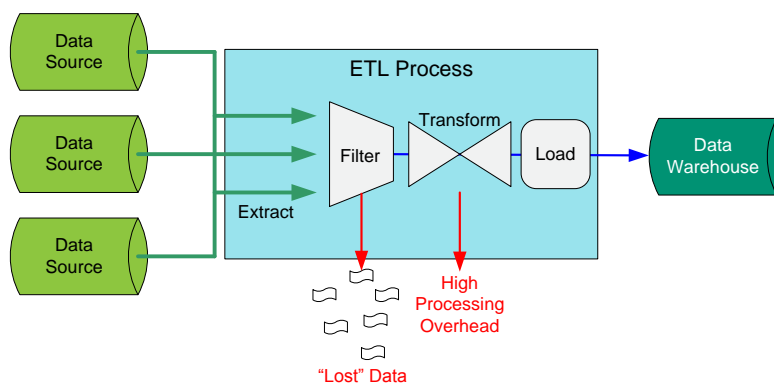 Data
Source
Data
Source
Data
Source
ETL Process
Extract
Filter
Transform
Load
Data
Warehouse
“Lost” Data
High
Processing
Overhead